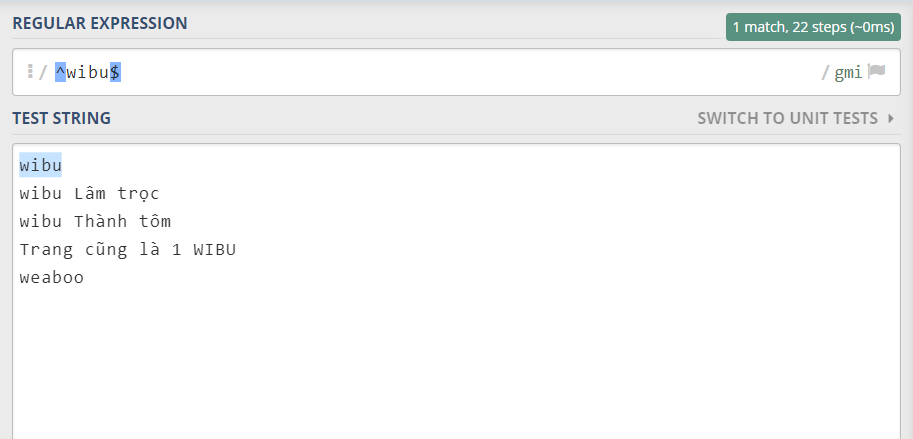 REGULAR EXPRESSION
1 match, 22 steps (~0ms)
/ ^wibu$ / gmi
TEST STRING
SWITCH TO UNIT TESTS
wibu
wibu Lâm trọc
wibu Thành tôm
Trang cũng là 1 WIBU
weaboo